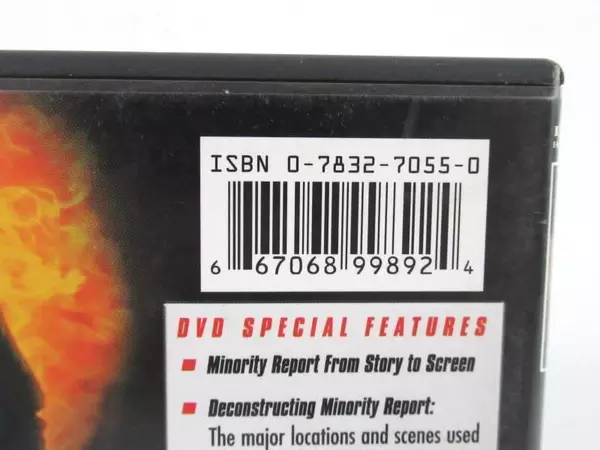 ISBN 0-7832-7055-0
6 67068 99892 4
DVD SPECIAL FEATURES
Minority Report From Story to Screen
Deconstructing Minority Report:
The major locations and scenes used